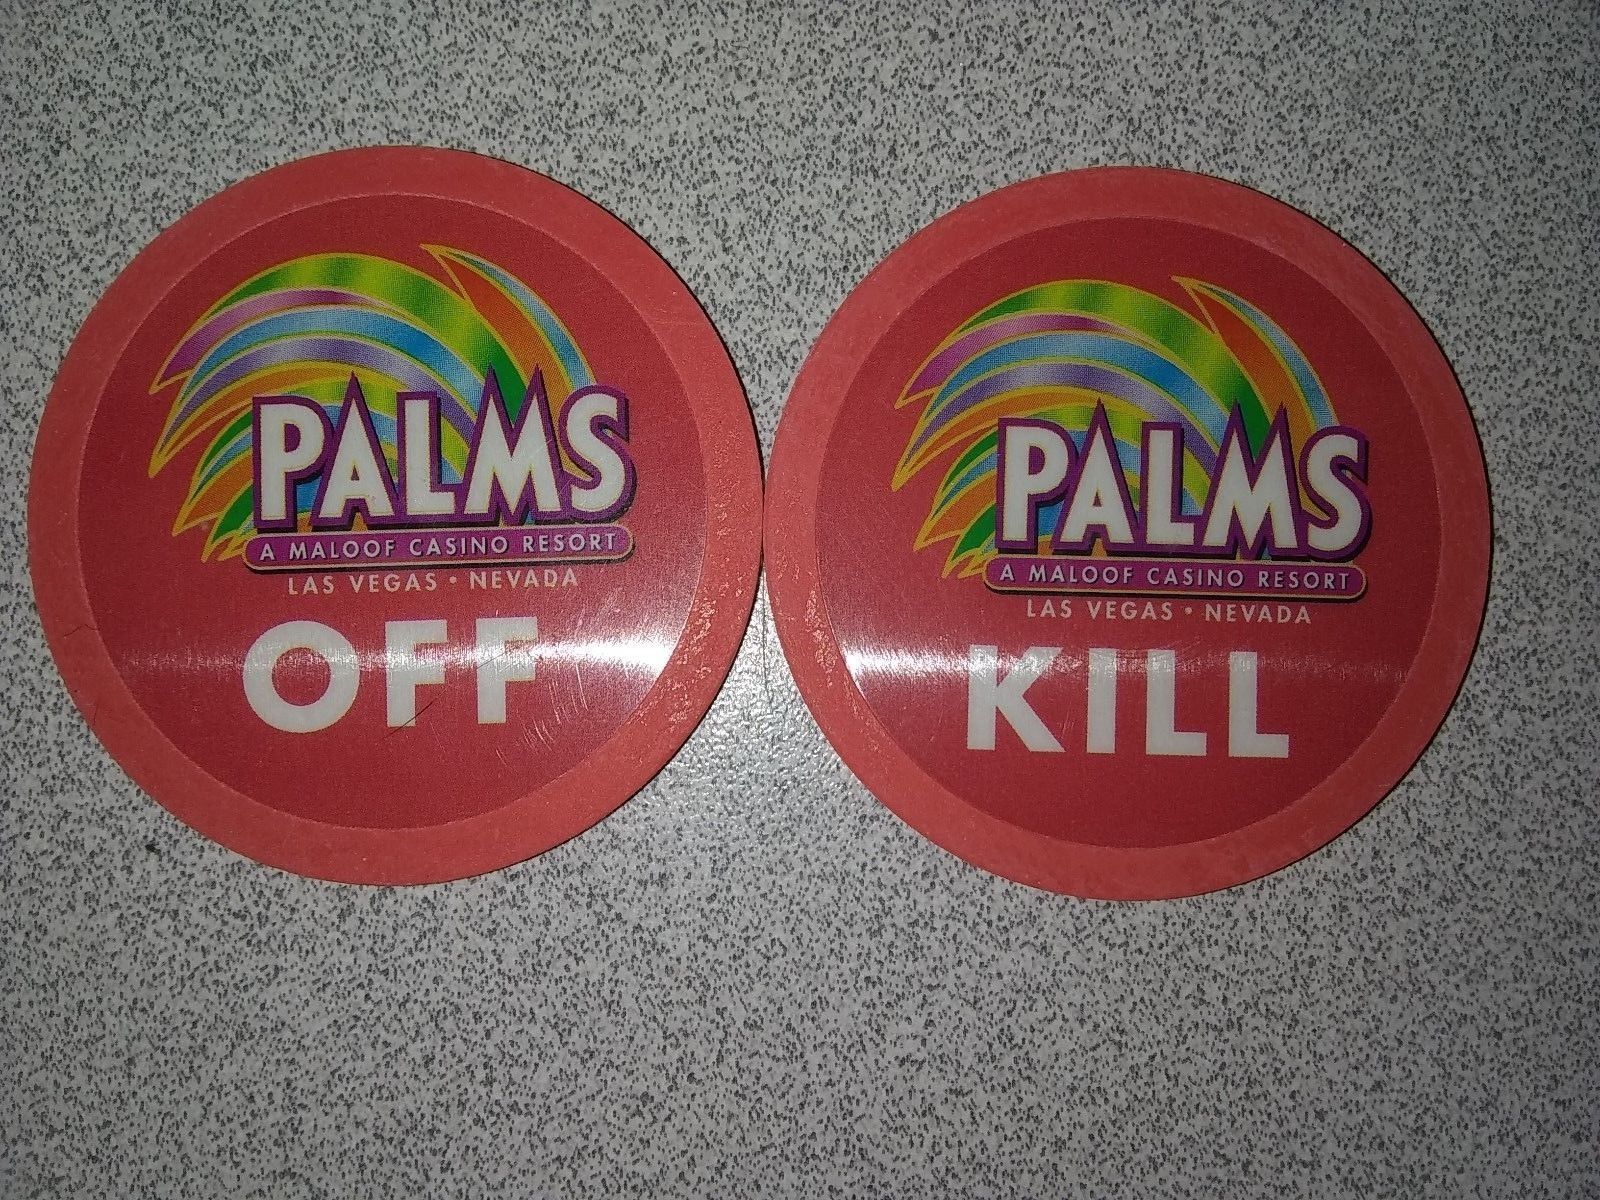 PALMS
A MALOOF CASINO RESORT
LAS VEGAS • NEVADA
OFF
PALMS
A MALOOF CASINO RESORT
LAS VEGAS • NEVADA
KILL